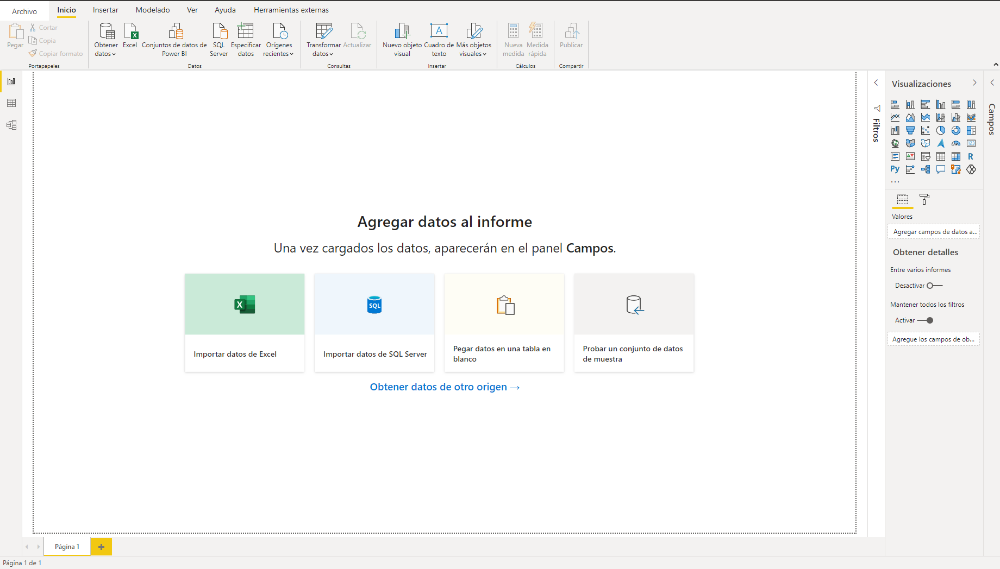 Archivo
Inicio
Insertar
Modelado
Ver
Ayuda
Herramientas externas
Pegar
Cortar
Copia
Copiar formato
Portapapeles
Obtener
datos
Excel
Conjuntos de datos de
Power BI
SQL
Server
Especificar
datos
Orígenes
recientes
Datos
Transformar
datos
Actualizar
Consultas
Nuevo objeto
visual
A
Cuadro de
texto
Más objetos
visuales
Insertar
Nueva
medida
Medida
rápida
Cálculos
Publicar
Compartir
Filtros
Visualizaciones
123
R
Py
...
Valores
Agregar campos de datos a...
Obtener detalles
Entre varios informes
Desactivar
Mantener todos los filtros
Activar
Agregue los campos de ob...
Campos
Agregar datos al informe
Una vez cargados los datos, aparecerán en el panel Campos.
X
Importar datos de Excel
SQL
Importar datos de SQL Server
Pegar datos en una tabla en
blanco
Probar un conjunto de datos
de muestra
Obtener datos de otro origen →
Página 1
+
Página 1 de 1